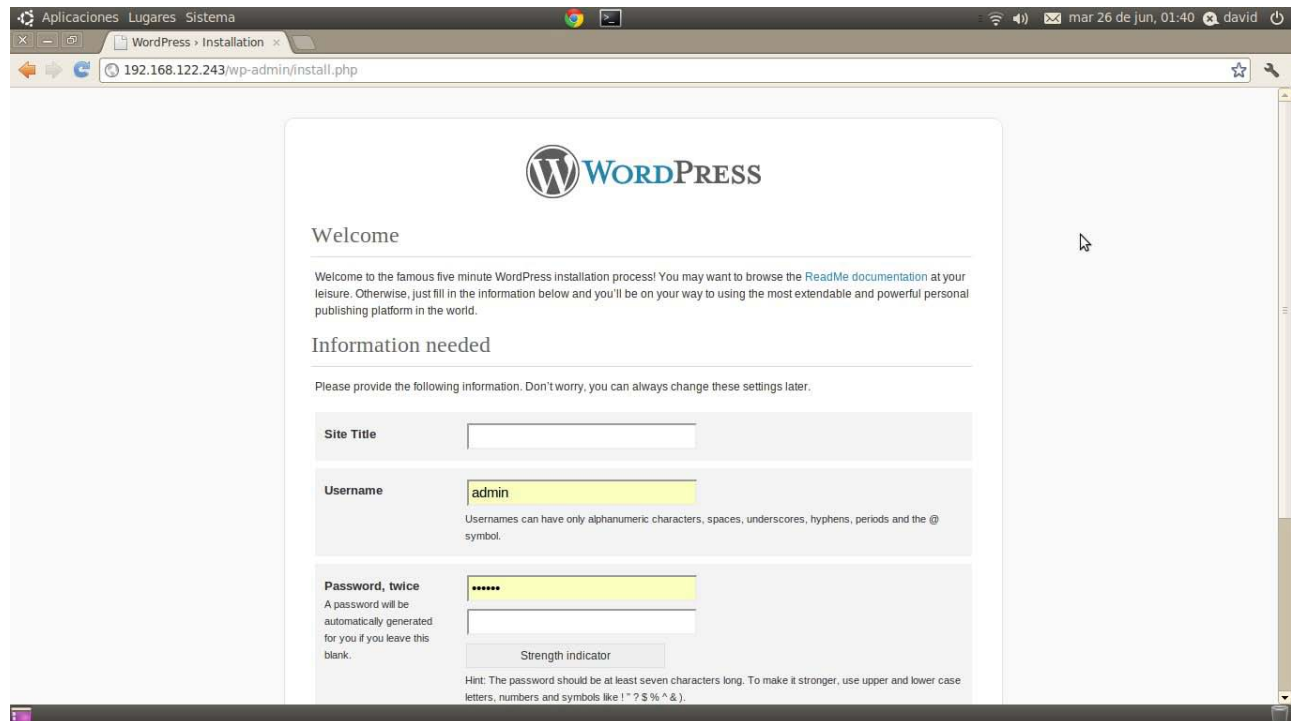 Aplicaciones Lugares Sistema
mar 26 de jun, 01:40 david
WordPress › Installation
192.168.122.243/wp-admin/install.php
WORDPRESS
Welcome
Welcome to the famous five minute WordPress installation process! You may want to browse the ReadMe documentation at your
leisure. Otherwise, just fill in the information below and you'll be on your way to using the most extendable and powerful personal
publishing platform in the world.
Information needed
Please provide the following information. Don't worry, you can always change these settings later.
Site Title
Username
admin
Usernames can have only alphanumeric characters, spaces, underscores, hyphens, periods and the @
symbol.
Password, twice
A password will be
automatically generated
for you if you leave this
blank.
••••••
Strength indicator
Hint: The password should be at least seven characters long. To make it stronger, use upper and lower case
letters, numbers and symbols like ! " ? $ % ^ & ).